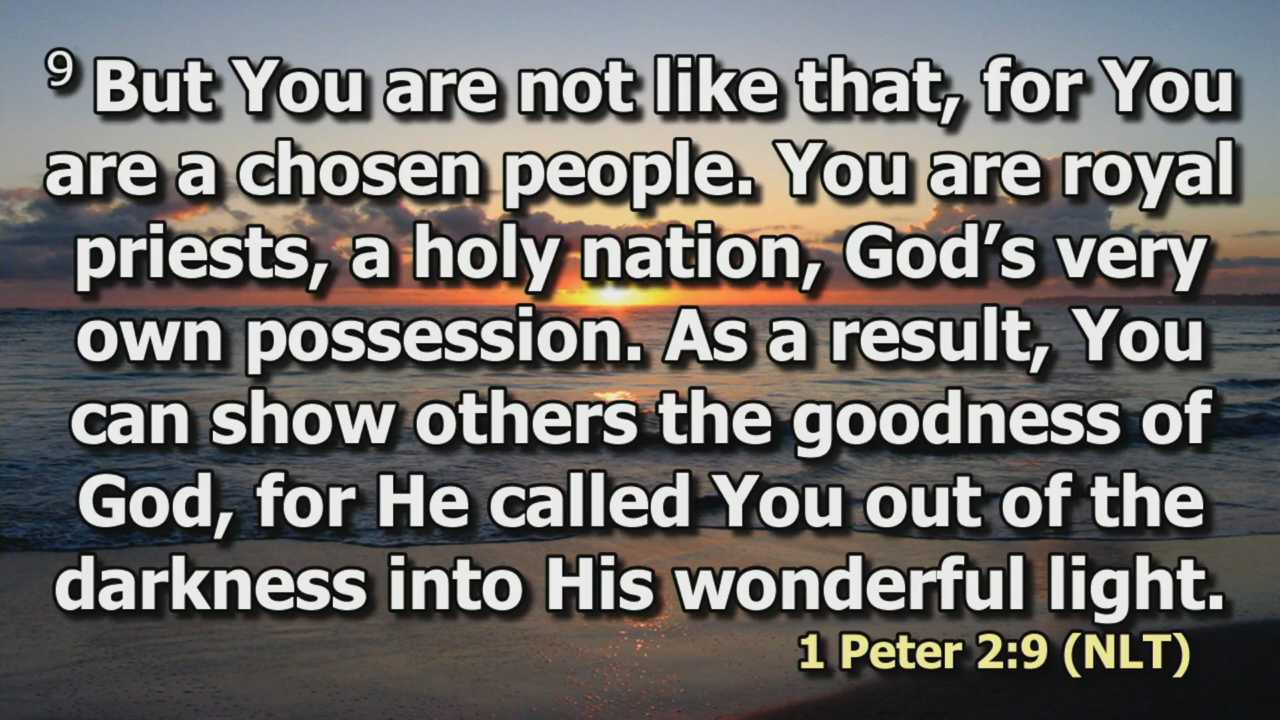 9 But You are not like that, for You
are a chosen people. You are royal
priests, a holy nation, God’s very
own possession. As a result, You
can show others the goodness of
God, for He called You out of the
darkness into His wonderful light.
1 Peter 2:9 (NLT)